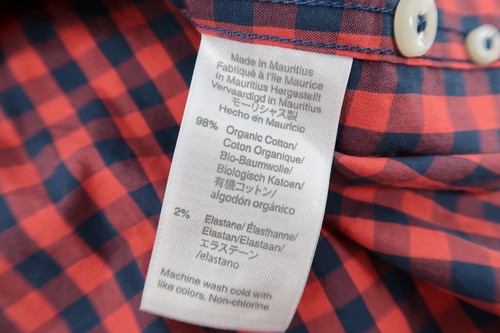 Made in Mauritius
Fabriqué à l'île Maurice
in Mauritius Hergestellt
Vervaardigd in Mauritius
モーリシャス製
Hecho en Mauricio
98% Organic Cotton/
Coton Organique/
Bio-Baumwolle/
Biologisch Katoen/
有機コットン/
algodón orgánico
2% Elastane/Élasthanne/
Elastan/Elastaan/
エラステーン
/elastano
Machine wash cold with
like colors. Non-chlorine